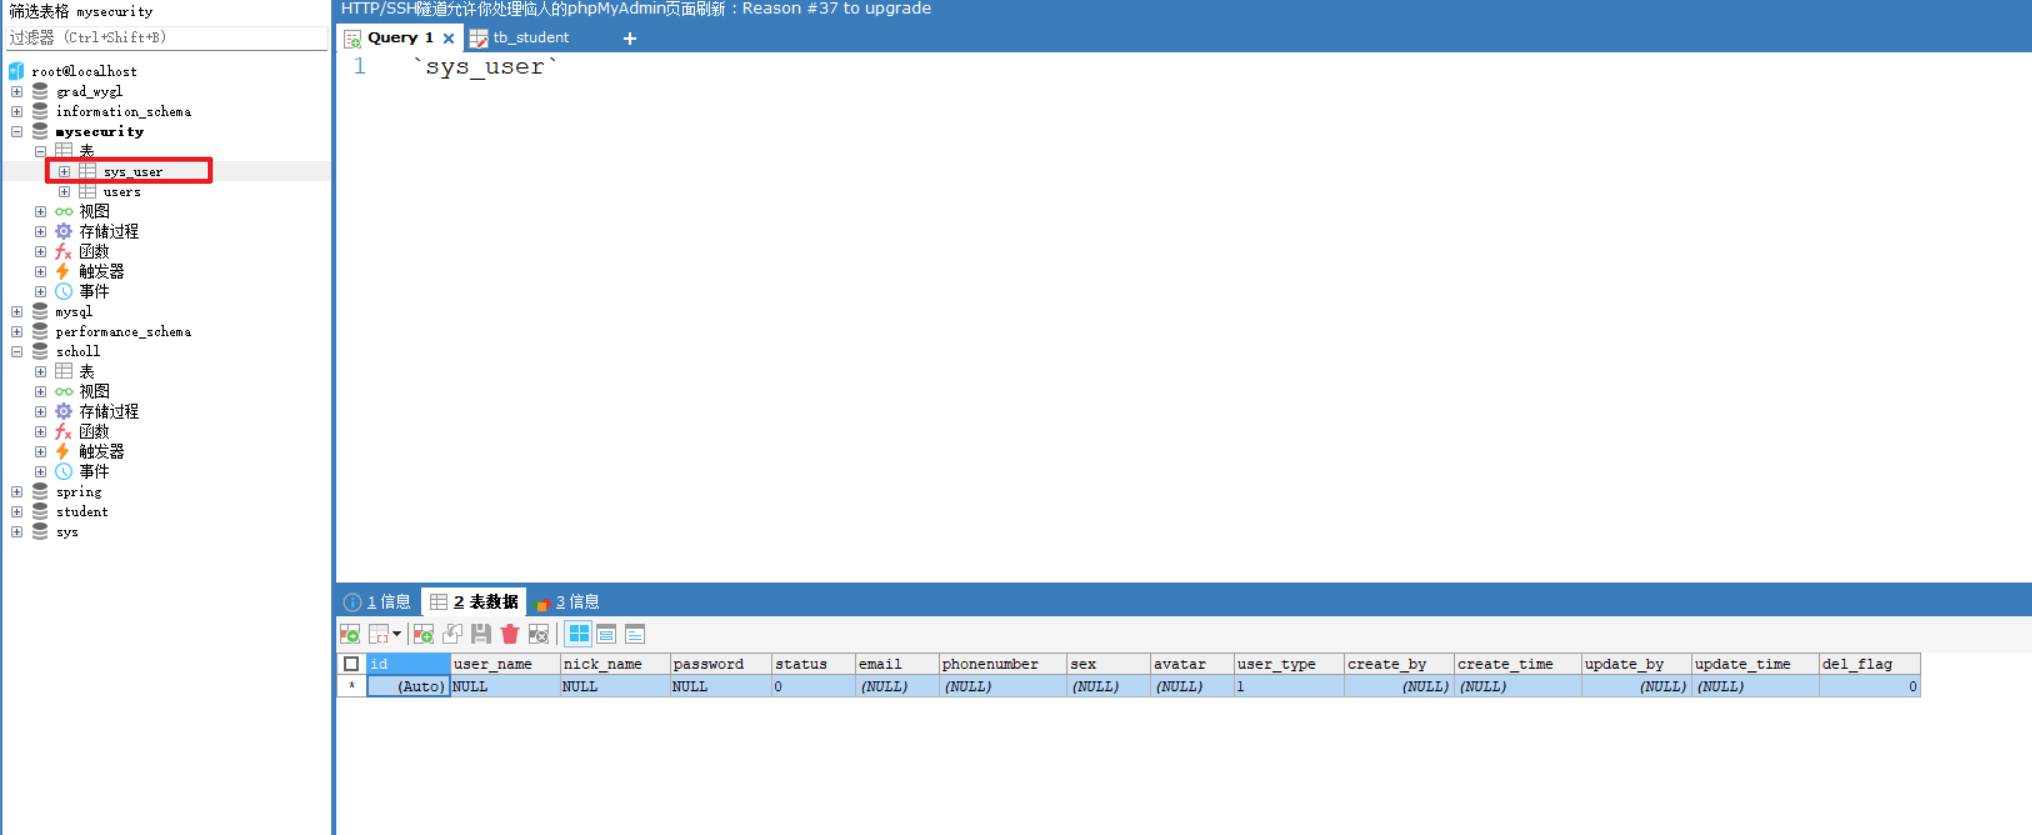 筛选表格 mysecurity
过滤器 (Ctrl+Shift+B)
root@localhost
grad_wygl
information_schema
mysecurity
表
sys_user
users
视图
存储过程
函数
触发器
事件
mysql
performance_schema
scholl
表
视图
存储过程
函数
触发器
事件
spring
student
sys
HTTP/SSH隧道允许你处理恼人的phpMyAdmin页面刷新：Reason #37 to upgrade
Query 1 tb_student
1 `sys_user`
1 信息 2 表数据 3 信息
id user_name nick_name password status email phonenumber sex avatar user_type create_by create_time update_by update_time del_flag
* (Auto) NULL NULL NULL 0 (NULL) (NULL) (NULL) (NULL) 1 (NULL) (NULL) (NULL) (NULL) 0